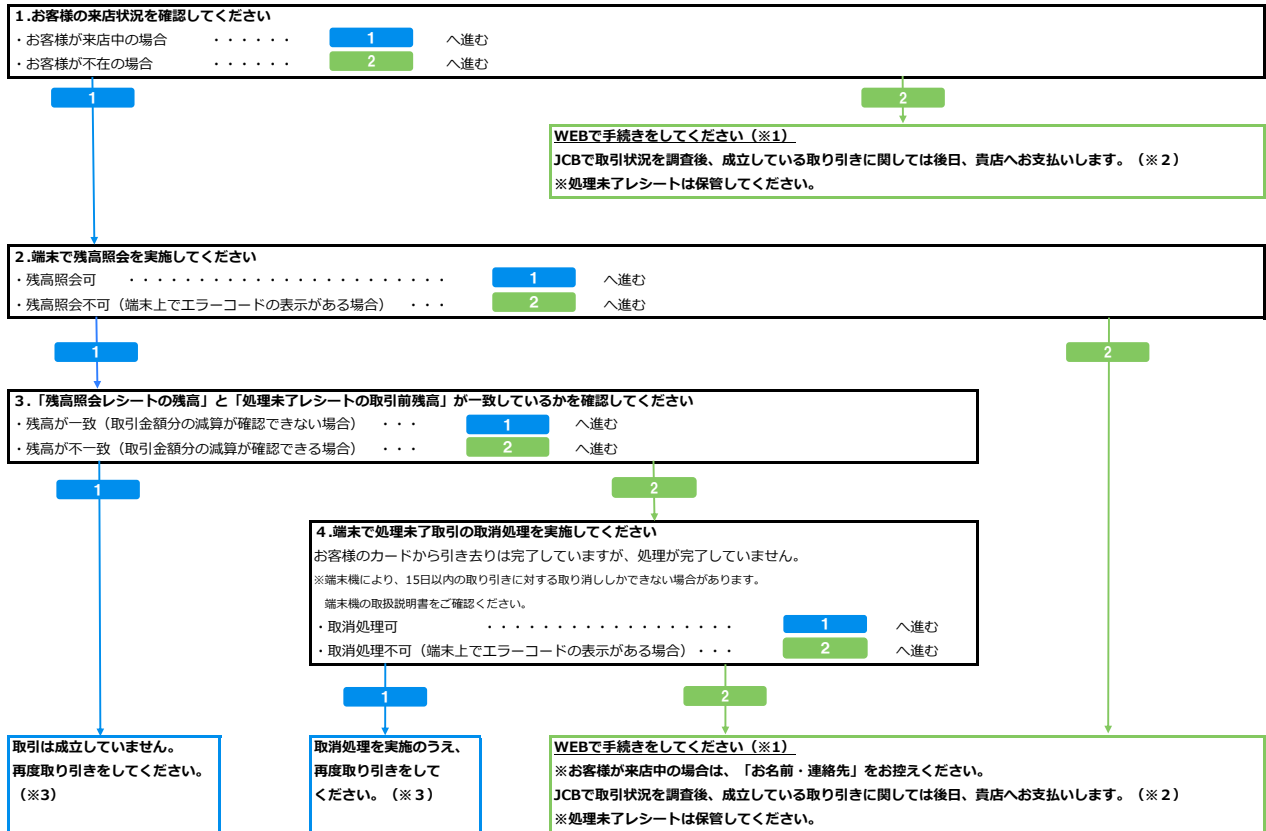 1.お客様の来店状況を確認してください
・お客様が来店中の場合 ・・・・・・ 1 へ進む
・お客様が不在の場合 ・・・・・・ 2 へ進む
1
2
WEBで手続きをしてください（※1）
JCBで取引状況を調査後、成立している取り引きに関しては後日、貴店へお支払いします。（※２）
※処理未了レシートは保管してください。
2.端末で残高照会を実施してください
・残高照会可 ・・・・・・・・・・・・・・・・・・・・・・・ 1 へ進む
・残高照会不可（端末上でエラーコードの表示がある場合） ・・・ 2 へ進む
1
2
3.「残高照会レシートの残高」と「処理未了レシートの取引前残高」が一致しているかを確認してください
・残高が一致（取引金額分の減算が確認できない場合） ・・・ 1 へ進む
・残高が不一致（取引金額分の減算が確認できる場合） ・・・ 2 へ進む
1
2
4.端末で処理未了取引の取消処理を実施してください
お客様のカードから引き去りは完了していますが、処理が完了していません。
※端末機により、15日以内の取り引きに対する取り消ししかできない場合があります。
端末機の取扱説明書をご確認ください。
・取消処理可 ・・・・・・・・・・・・・・・・・・ 1 へ進む
・取消処理不可（端末上でエラーコードの表示がある場合）・・・ 2 へ進む
1
2
取引は成立していません。
再度取り引きをしてください。
（※3）
取消処理を実施のうえ、
再度取り引きをして
ください。（※３）
WEBで手続きをしてください（※1）
※お客様が来店中の場合は、「お名前・連絡先」をお控えください。
JCBで取引状況を調査後、成立している取り引きに関しては後日、貴店へお支払いします。（※２）
※処理未了レシートは保管してください。